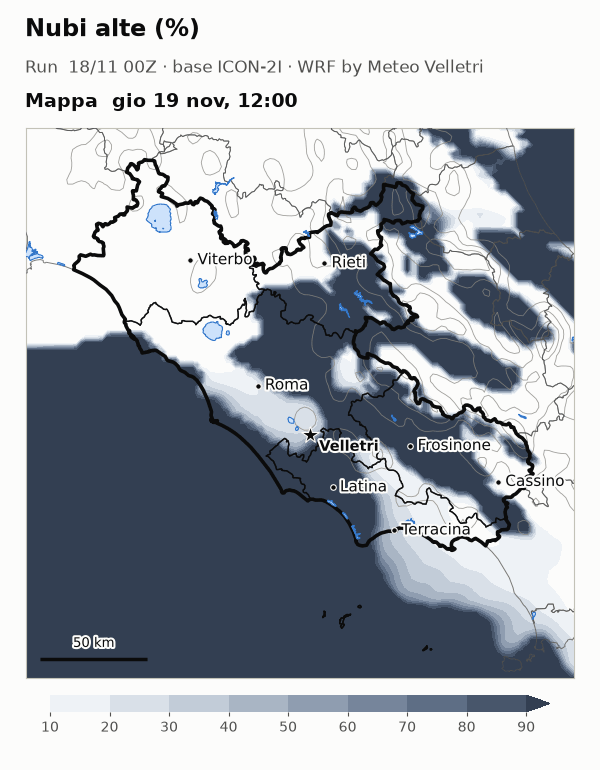 Nubi alte (%)
Run  18/11 00Z · base ICON-2I · WRF by Meteo Velletri
Mappa  gio 19 nov, 12:00
Viterbo
Rieti
Roma
Velletri
Frosinone
Cassino
Latina
Terracina
50 km
10 20 30 40 50 60 70 80 90